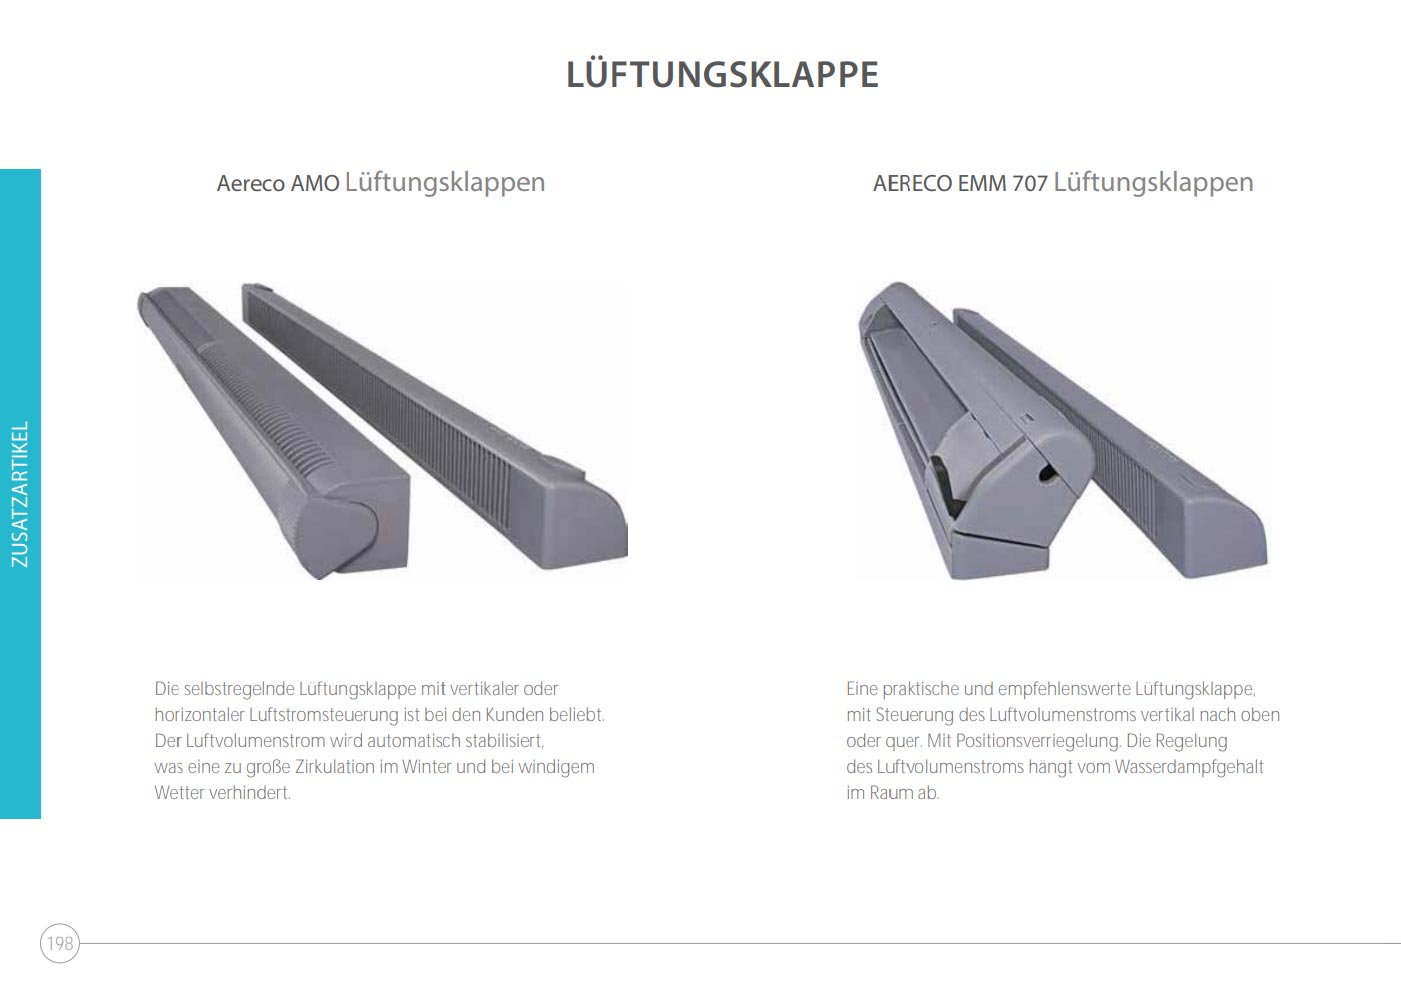 LÜFTUNGSKLAPPE
Aereco AMO Lüftungsklappen
Die selbstregelnde Lüftungsklappe mit vertikaler oder
horizontaler Luftstromsteuerung ist bei den Kunden beliebt.
Der Luftvolumenstrom wird automatisch stabilisiert,
was eine zu große Zirkulation im Winter und bei windigem
Wetter verhindert.
AERECO EMM 707 Lüftungsklappen
Eine praktische und empfehlenswerte Lüftungsklappe,
mit Steuerung des Luftvolumenstroms vertikal nach oben
oder quer. Mit Positionsverriegelung. Die Regelung
des Luftvolumenstroms hängt vom Wasserdampfgehalt
im Raum ab.
ZUSATZARTIKEL
198